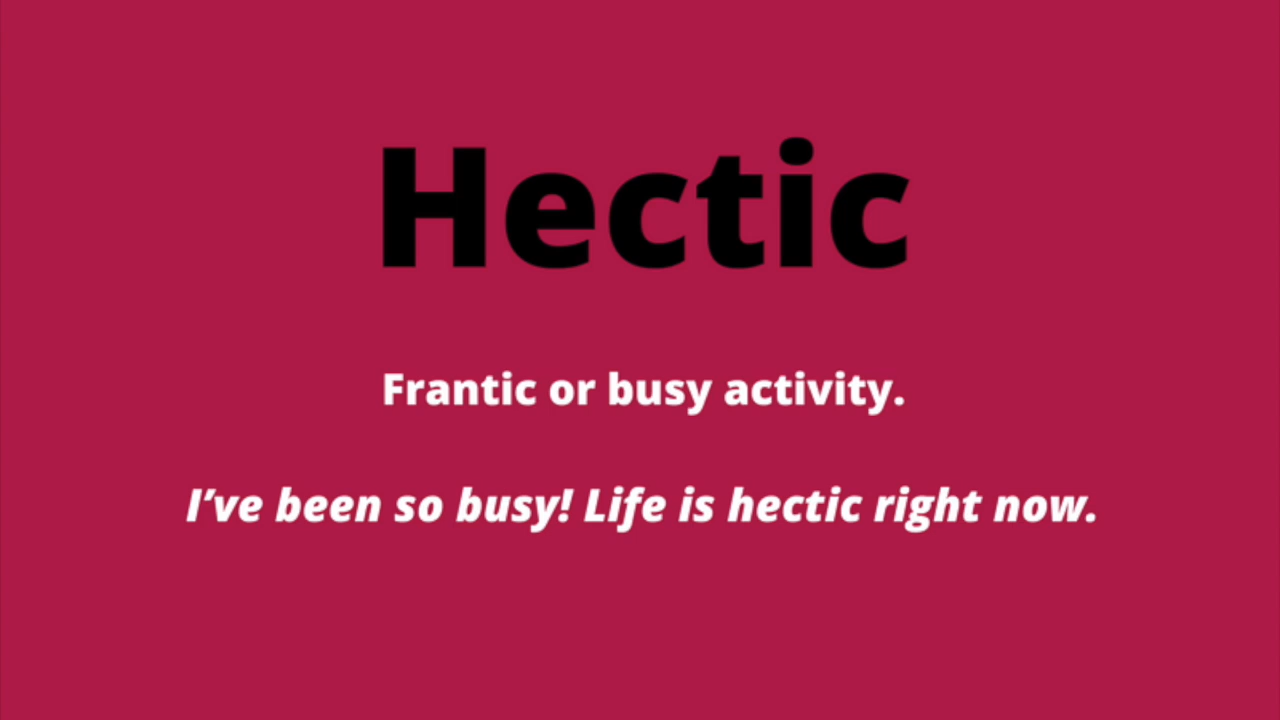 Hectic
Frantic or busy activity.
I’ve been so busy! Life is hectic right now.